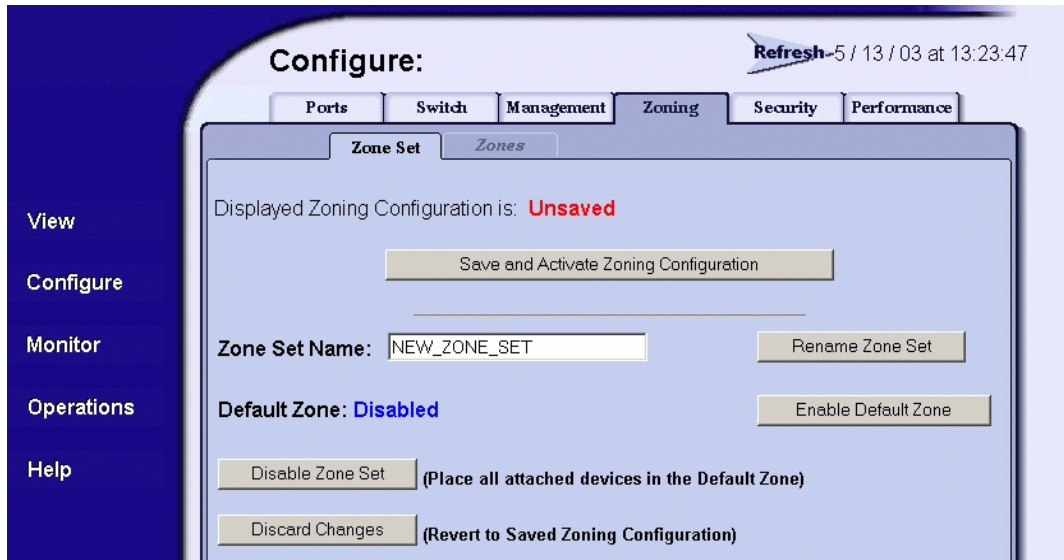 Configure:
Refresh-5 / 13 / 03 at 13:23:47
Ports
Switch
Management
Zoning
Security
Performance
Zone Set
Zones
View
Configure
Monitor
Operations
Help
Displayed Zoning Configuration is: Unsaved
Save and Activate Zoning Configuration
Zone Set Name: NEW_ZONE_SET
Rename Zone Set
Default Zone: Disabled
Enable Default Zone
Disable Zone Set (Place all attached devices in the Default Zone)
Discard Changes (Revert to Saved Zoning Configuration)